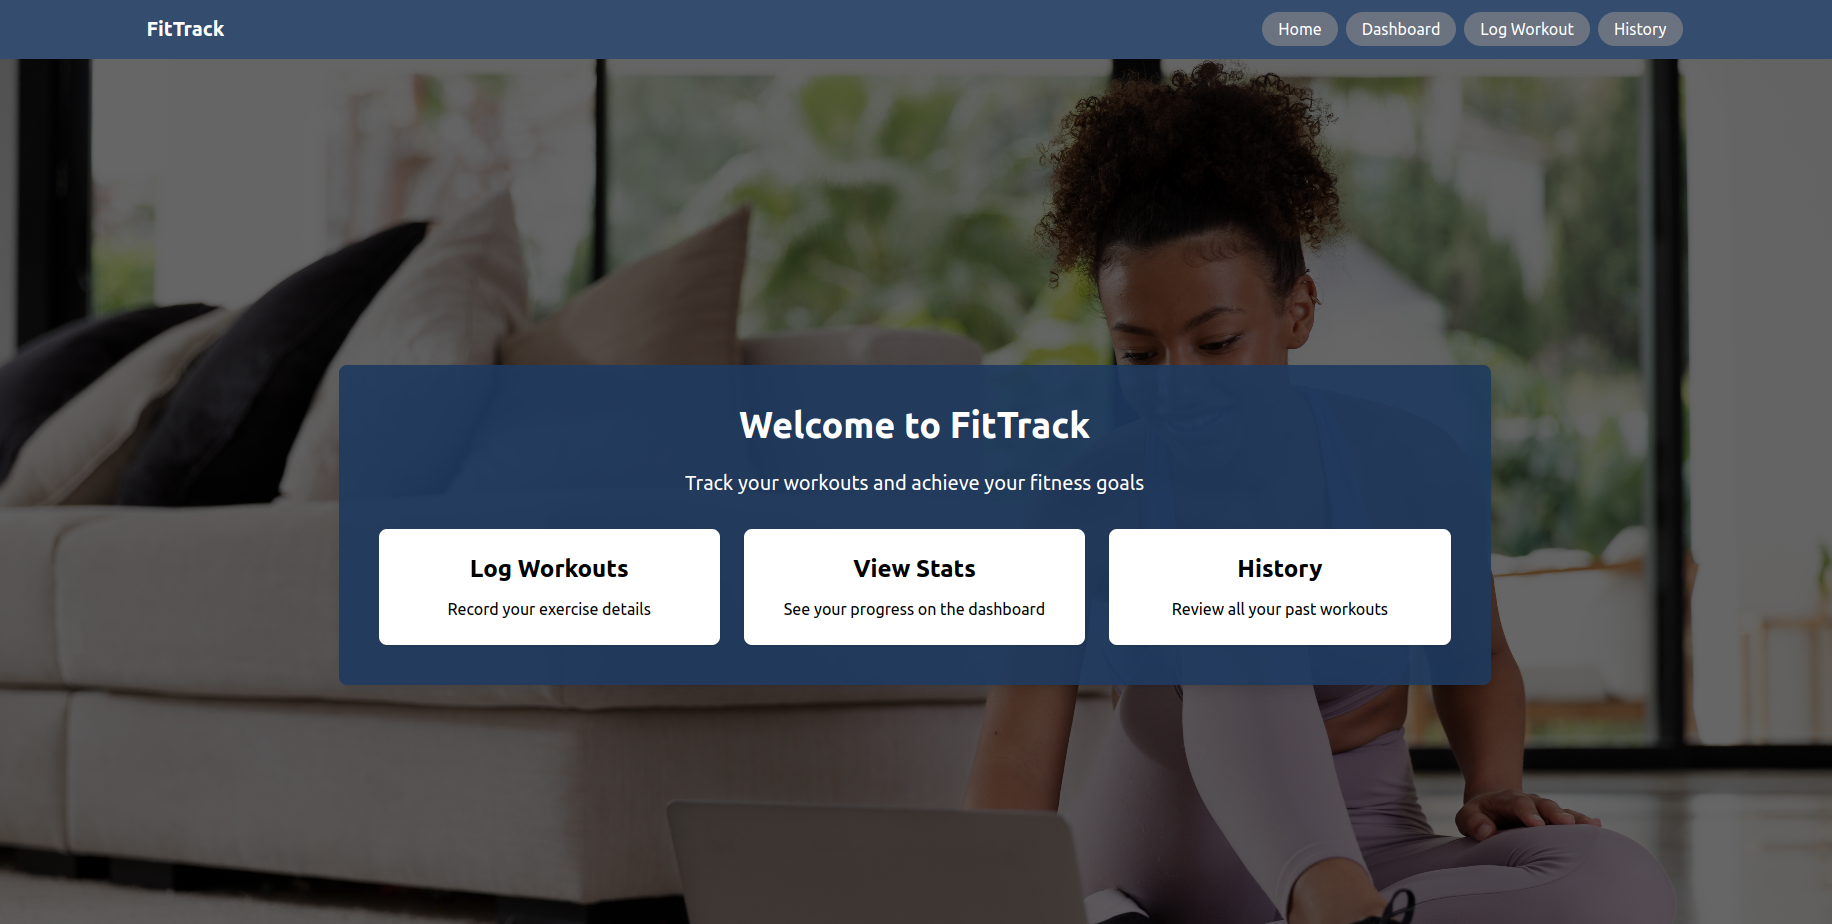 FitTrack
Home Dashboard Log Workout History
Welcome to FitTrack
Track your workouts and achieve your fitness goals
Log Workouts
Record your exercise details
View Stats
See your progress on the dashboard
History
Review all your past workouts